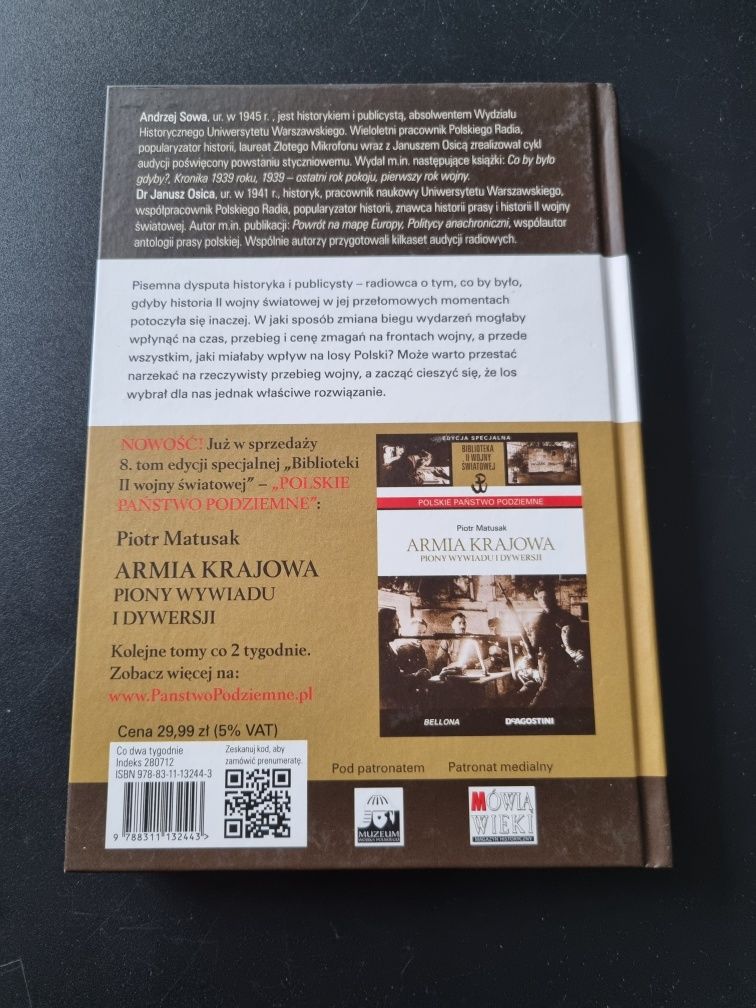 Andrzej Sowa, ur. w 1945 r. , jest historykiem i publicystą, absolwentem Wydziału
Historycznego Uniwersytetu Warszawskiego. Wieloletni pracownik Polskiego Radia,
popularyzator historii, laureat Złotego Mikrofonu wraz z Januszem Osicą zrealizował cykl
audycji poświęcony powstaniu styczniowemu. Wydał m.in. następujące książki: Co by było
gdyby?, Kronika 1939 roku, 1939 – ostatni rok pokoju, pierwszy rok wojny.
Dr Janusz Osica, ur. w 1941 r., historyk, pracownik naukowy Uniwersytetu Warszawskiego,
współpracownik Polskiego Radia, popularyzator historii, znawca historii prasy i historii II wojny
światowej. Autor m.in. publikacji: Powrót na mapę Europy, Politycy anachroniczni, współautor
antologii prasy polskiej. Wspólnie autorzy przygotowali kilkaset audycji radiowych.
Pisemna dysputa historyka i publicysty – radiowca o tym, co by było,
gdyby historia II wojny światowej w jej przełomowych momentach
potoczyła się inaczej. W jaki sposób zmiana biegu wydarzeń mogłaby
wpłynąć na czas, przebieg i cenę zmagań na frontach wojny, a przede
wszystkim, jaki miałaby wpływ na losy Polski? Może warto przestać
narzekać na rzeczywisty przebieg wojny, a zacząć cieszyć się, że los
wybrał dla nas jednak właściwe rozwiązanie.
NOWOŚĆ! Już w sprzedaży
8. tom edycji specjalnej „Biblioteki
II wojny światowej” – „POLSKIE
PAŃSTWO PODZIEMNE”:
Piotr Matusak
ARMIA KRAJOWA
PIONY WYWIADU
I DYWERSJI
Kolejne tomy co 2 tygodnie.
Zobacz więcej na:
www.PanstwoPodziemne.pl
EDYCJA SPECJALNA
BIBLIOTEKA
II WOJNY
ŚWIATOWEJ
POLSKIE PAŃSTWO PODZIEMNE
Piotr Matusak
ARMIA KRAJOWA
PIONY WYWIADU I DYWERSJI
BELLONA
DeAGOSTINI
Cena 29,99 zł (5% VAT)
Co dwa tygodnie
Indeks 280712
ISBN 978-83-11-13244-3
9 788311 132443>
Zeskanuj kod, aby
zamówić prenumeratę.
Pod patronatem
MUZEUM
WOJSKA POLSKIEGO
Patronat medialny
MÓWIĄ
WIEKI
MAGAZYN HISTORYCZNY